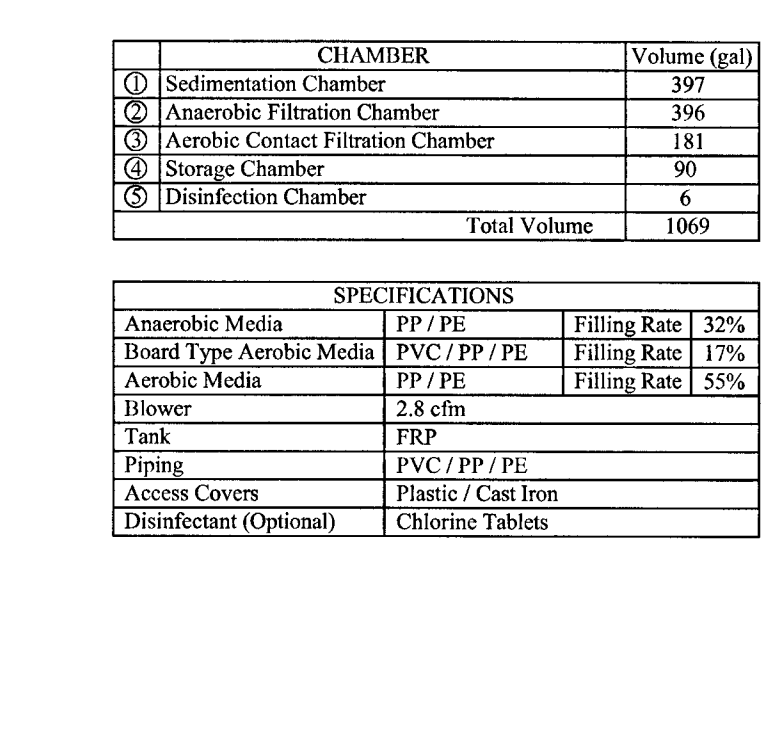 CHAMBER Volume (gal)
① Sedimentation Chamber 397
② Anaerobic Filtration Chamber 396
③ Aerobic Contact Filtration Chamber 181
④ Storage Chamber 90
⑤ Disinfection Chamber 6
Total Volume 1069
SPECIFICATIONS
Anaerobic Media PP / PE Filling Rate 32%
Board Type Aerobic Media PVC / PP / PE Filling Rate 17%
Aerobic Media PP / PE Filling Rate 55%
Blower 2.8 cfm
Tank FRP
Piping PVC / PP / PE
Access Covers Plastic / Cast Iron
Disinfectant (Optional) Chlorine Tablets